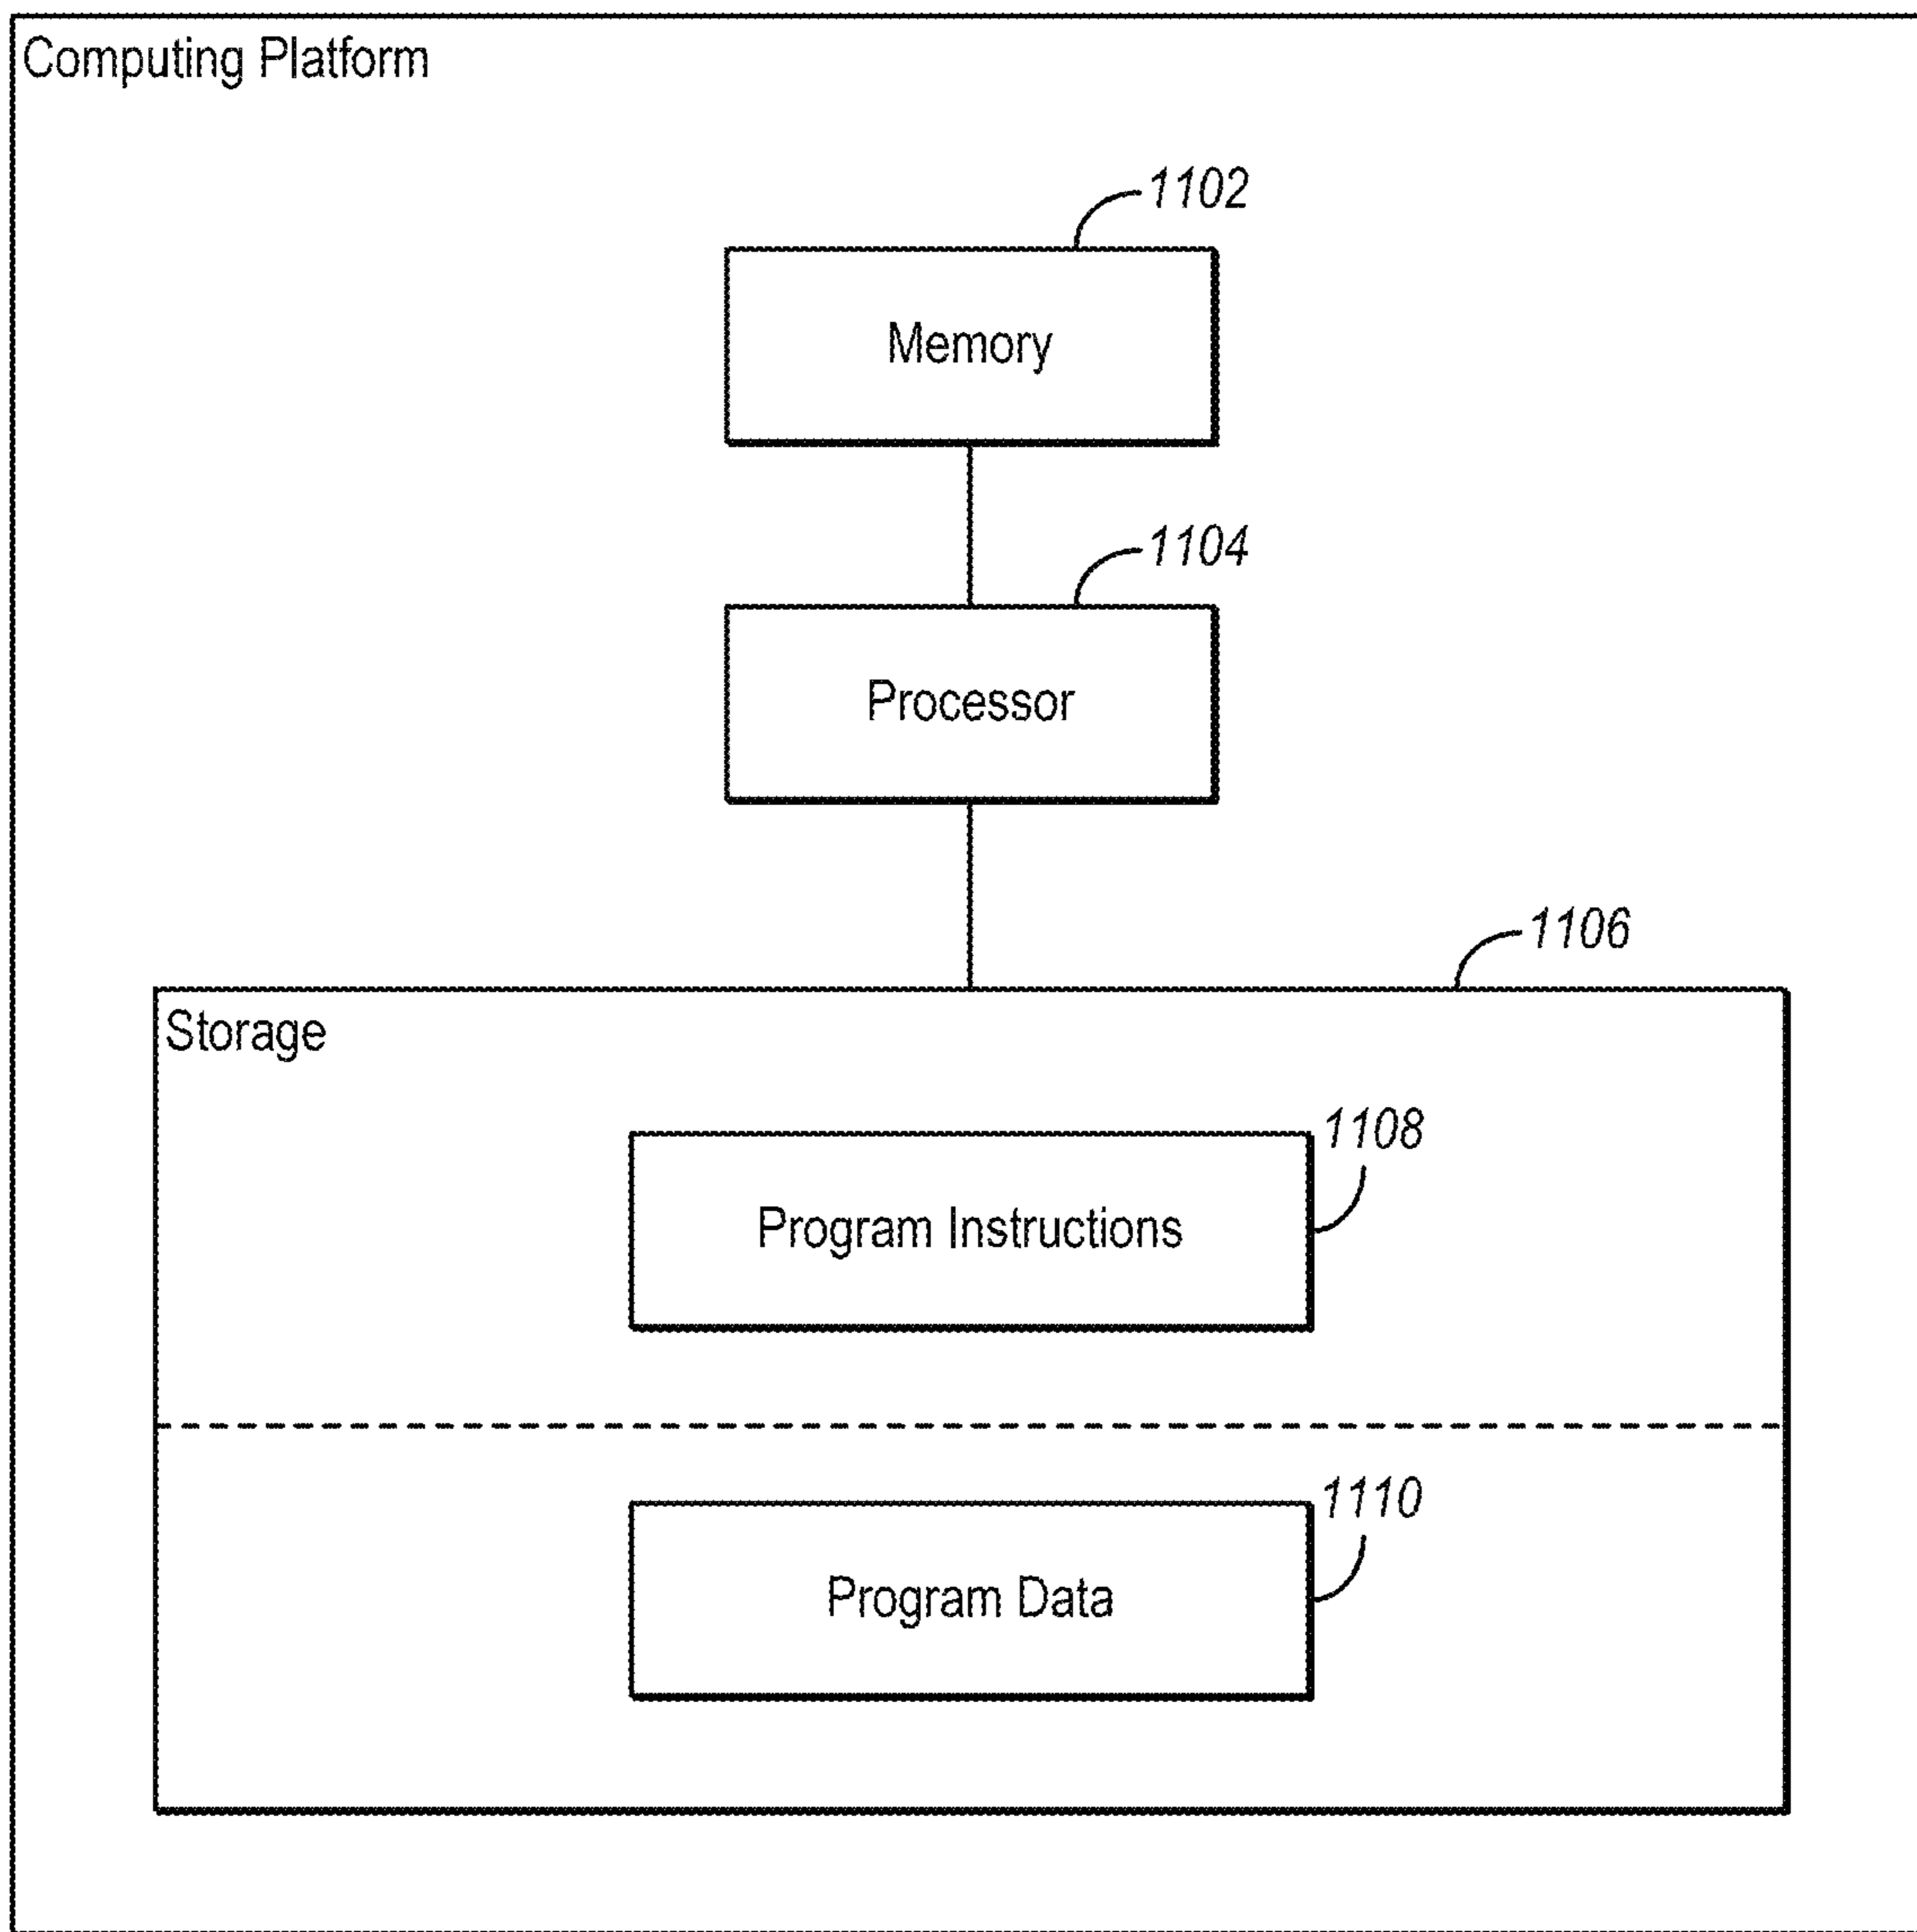 Computing Platform
1102
Memory
1104
Processor
1106
Storage
1108
Program Instructions
1110
Program Data